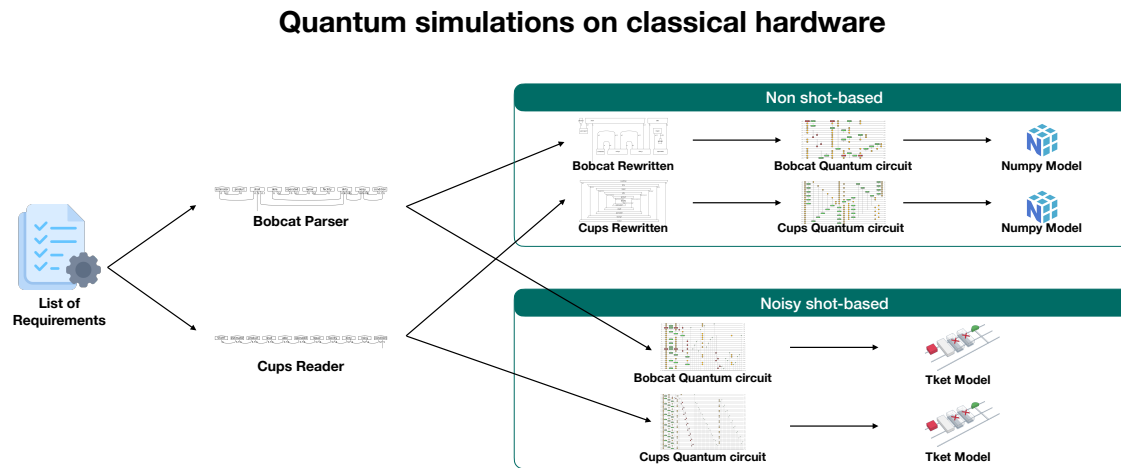 Quantum simulations on classical hardware
Non shot-based
Bobcat Rewritten
Bobcat Quantum circuit
Numpy Model
Cups Rewritten
Cups Quantum circuit
Numpy Model
Bobcat Parser
List of
Requirements
Cups Reader
Noisy shot-based
Bobcat Quantum circuit
Tket Model
Cups Quantum circuit
Tket Model